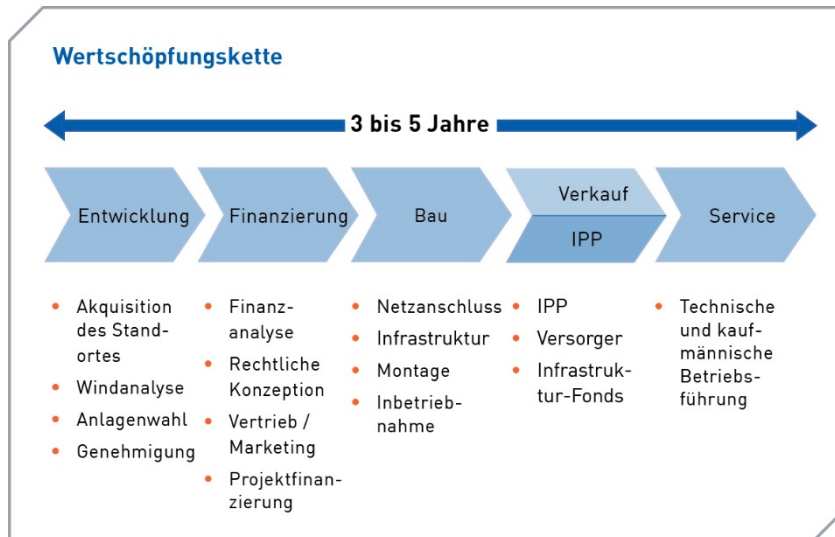 Wertschöpfungskette
3 bis 5 Jahre
Entwicklung
Finanzierung
Bau
Verkauf
IPP
Service
• Akquisition
des Stand-
ortes
• Windanalyse
• Anlagenwahl
• Genehmigung
• Finanz-
analyse
• Rechtliche
Konzeption
• Vertrieb /
Marketing
• Projektfinan-
zierung
• Netzanschluss
• Infrastruktur
• Montage
• Inbetrieb-
nahme
• IPP
• Versorger
• Infrastruk-
tur-Fonds
• Technische
und kauf-
männische
Betriebs-
führung